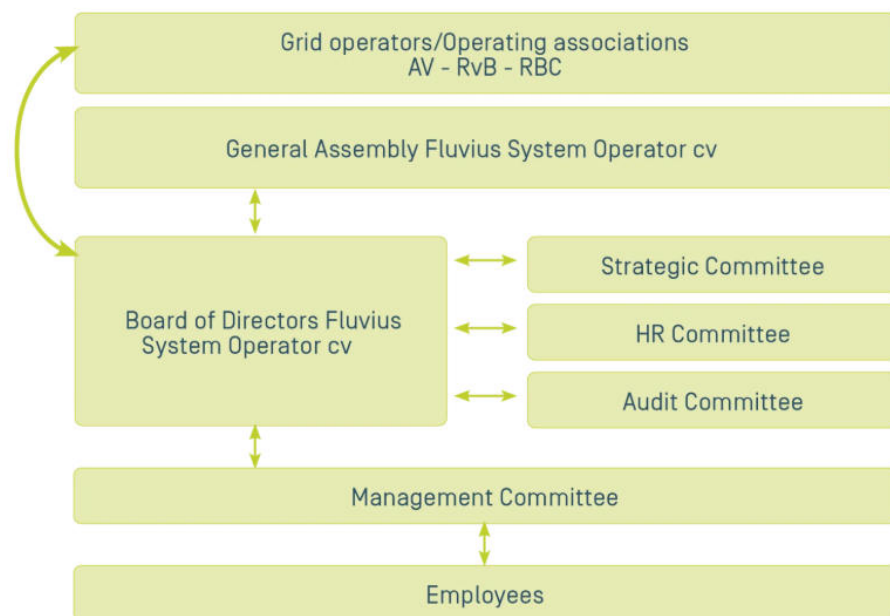 Grid operators/Operating associations
AV - RvB - RBC
General Assembly Fluvius System Operator cv
Board of Directors Fluvius
System Operator cv
Strategic Committee
HR Committee
Audit Committee
Management Committee
Employees